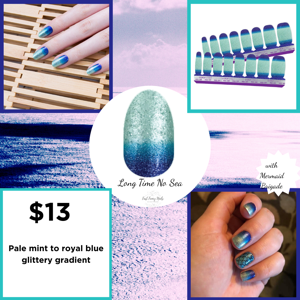 Long Time No Sea
with
Mermaid
Brigade
$13
Pale mint to royal blue
glittery gradient